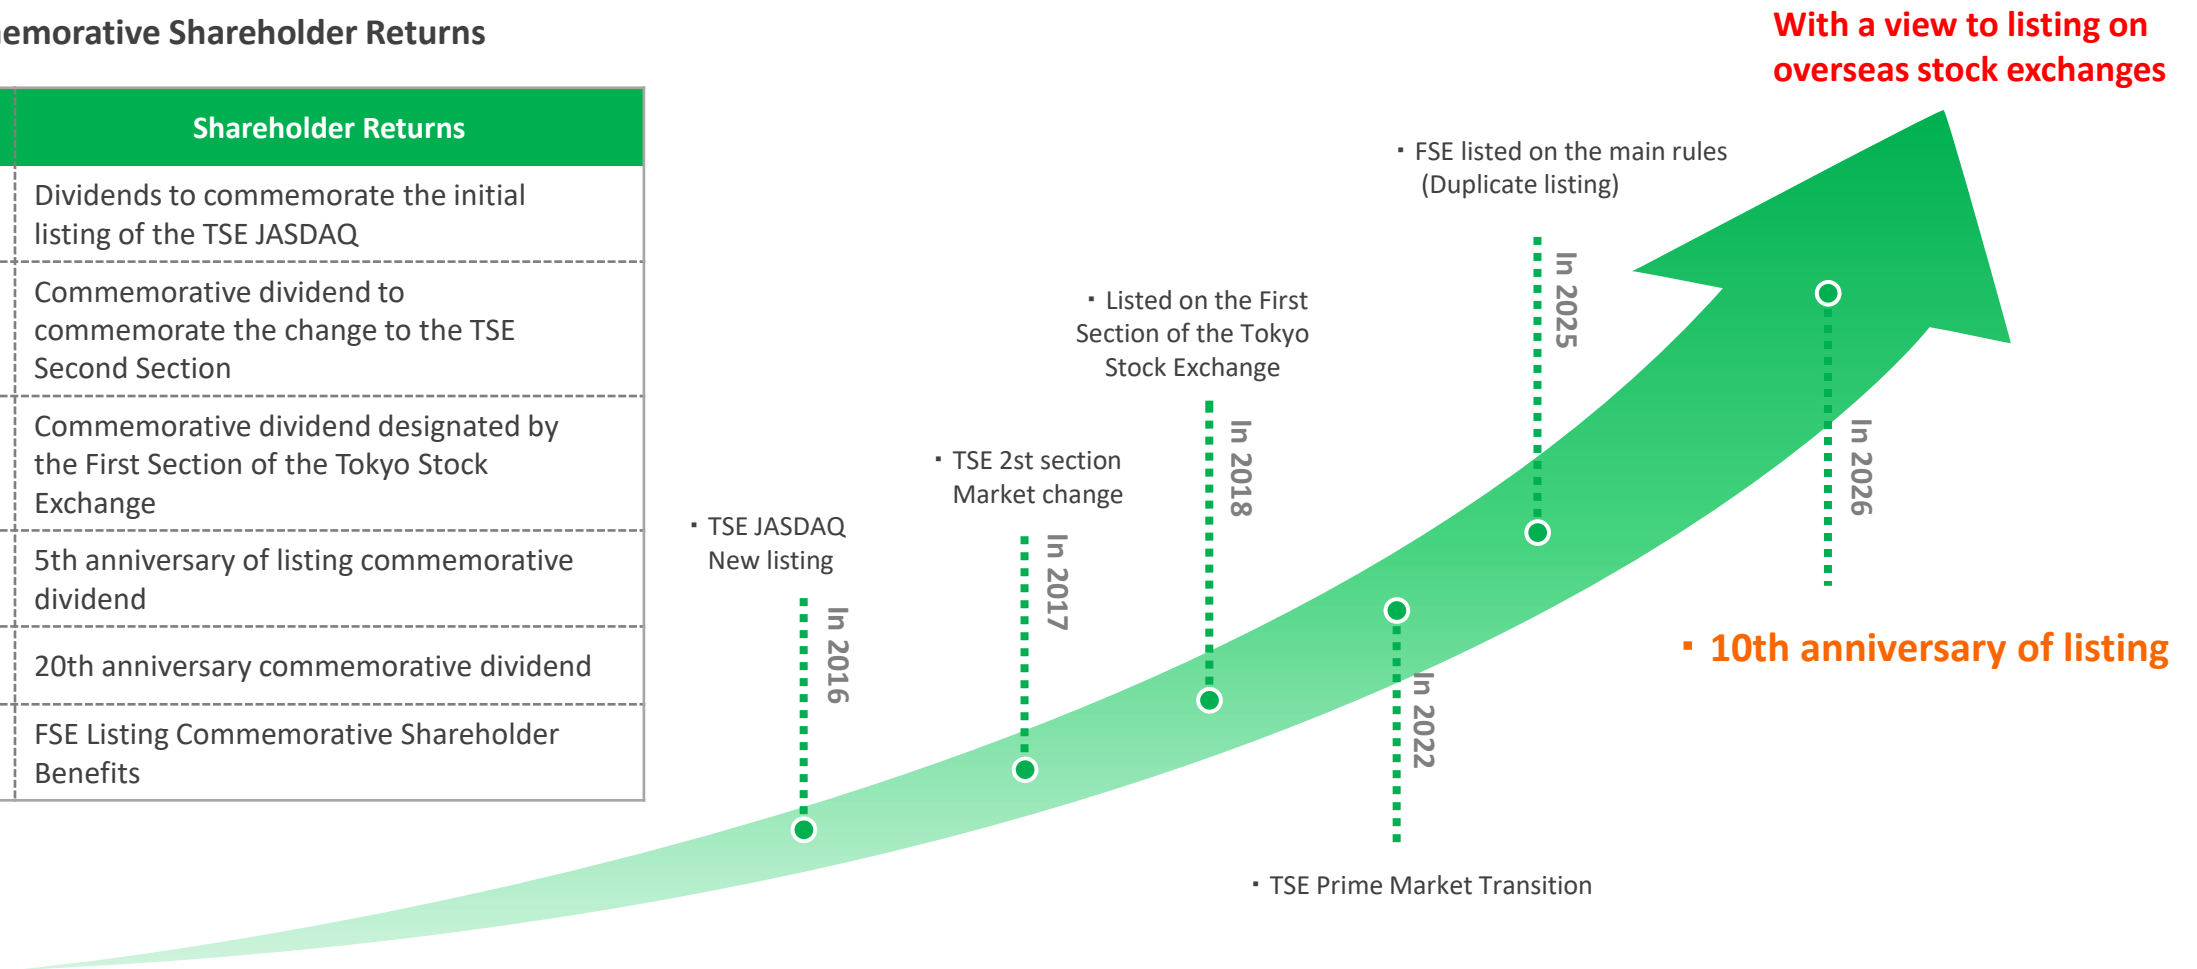 emorative Shareholder Returns
Shareholder Returns
Dividends to commemorate the initial
listing of the TSE JASDAQ
Commemorative dividend to
commemorate the change to the TSE
Second Section
Commemorative dividend designated by
the First Section of the Tokyo Stock
Exchange
5th anniversary of listing commemorative
dividend
20th anniversary commemorative dividend
FSE Listing Commemorative Shareholder
Benefits
・TSE JASDAQ
New listing
In 2016
・TSE 2st section
Market change
In 2017
・Listed on the First
Section of the Tokyo
Stock Exchange
In 2018
In 2022
・TSE Prime Market Transition
・FSE listed on the main rules
(Duplicate listing)
In 2025
With a view to listing on
overseas stock exchanges
In 2026
・10th anniversary of listing